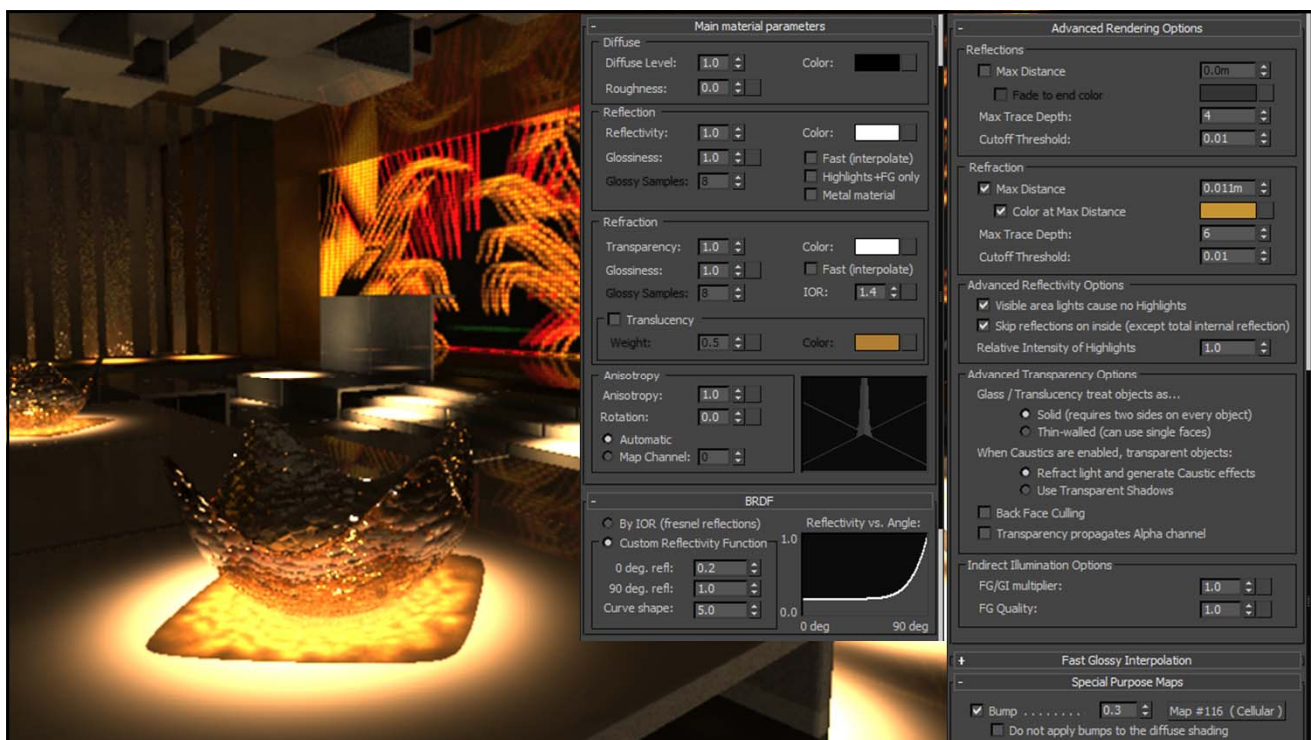 - Main material parameters
Diffuse
Diffuse Level: 1.0 Color:
Roughness: 0.0
Reflection
Reflectivity: 1.0 Color:
Glossiness: 1.0 Fast (interpolate)
Highlights+FG only
Glossy Samples: 8
Metal material
Refraction
Transparency: 1.0 Color:
Glossiness: 1.0 Fast (interpolate)
Glossy Samples: 8 IOR: 1.4
Translucency
Weight: 0.5 Color:
Anisotropy
Anisotropy: 1.0
Rotation: 0.0
Automatic
Map Channel: 0
- BRDF
By IOR (fresnel reflections) Reflectivity vs. Angle:
Custom Reflectivity Function 1.0
0 deg. refl: 0.2
90 deg. refl: 1.0
Curve shape: 5.0 0.0
0 deg 90 deg
- Advanced Rendering Options
Reflections
Max Distance 0.0m
Fade to end color
Max Trace Depth: 4
Cutoff Threshold: 0.01
Refraction
Max Distance 0.011m
Color at Max Distance
Max Trace Depth: 6
Cutoff Threshold: 0.01
Advanced Reflectivity Options
Visible area lights cause no Highlights
Skip reflections on inside (except total internal reflection)
Relative Intensity of Highlights 1.0
Advanced Transparency Options
Glass / Translucency treat objects as...
Solid (requires two sides on every object)
Thin-walled (can use single faces)
When Caustics are enabled, transparent objects:
Refract light and generate Caustic effects
Use Transparent Shadows
Back Face Culling
Transparency propagates Alpha channel
Indirect Illumination Options
FG/GI multiplier: 1.0
FG Quality: 1.0
+ Fast Glossy Interpolation
- Special Purpose Maps
Bump . . . . . . . . 0.3 Map #116 ( Cellular )
Do not apply bumps to the diffuse shading